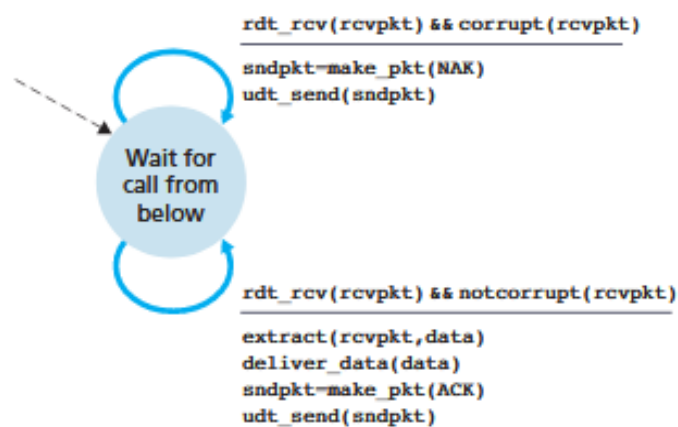 rdt_rcv(rcvpkt) && corrupt(rcvpkt)
sndpkt=make_pkt(NAK)
udt_send(sndpkt)
Wait for
call from
below
rdt_rcv(rcvpkt) && notcorrupt(rcvpkt)
extract(rcvpkt,data)
deliver_data(data)
sndpkt=make_pkt(ACK)
udt_send(sndpkt)